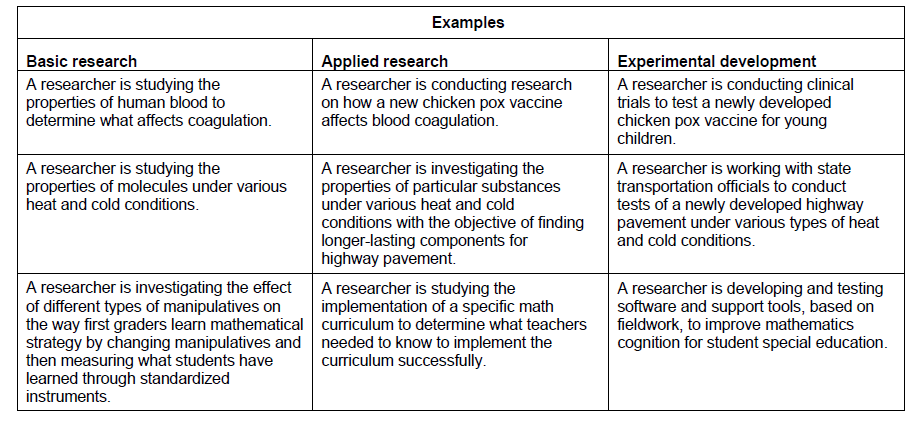 Examples
Basic research
Applied research
Experimental development
A researcher is studying the
properties of human blood to
determine what affects coagulation.
A researcher is conducting research
on how a new chicken pox vaccine
affects blood coagulation.
A researcher is conducting clinical
trials to test a newly developed
chicken pox vaccine for young
children.
A researcher is studying the
properties of molecules under various
heat and cold conditions.
A researcher is investigating the
properties of particular substances
under various heat and cold
conditions with the objective of finding
longer-lasting components for
highway pavement.
A researcher is working with state
transportation officials to conduct
tests of a newly developed highway
pavement under various types of heat
and cold conditions.
A researcher is investigating the effect
of different types of manipulatives on
the way first graders learn mathematical
strategy by changing manipulatives and
then measuring what students have
learned through standardized
instruments.
A researcher is studying the
implementation of a specific math
curriculum to determine what teachers
needed to know to implement the
curriculum successfully.
A researcher is developing and testing
software and support tools, based on
fieldwork, to improve mathematics
cognition for student special education.